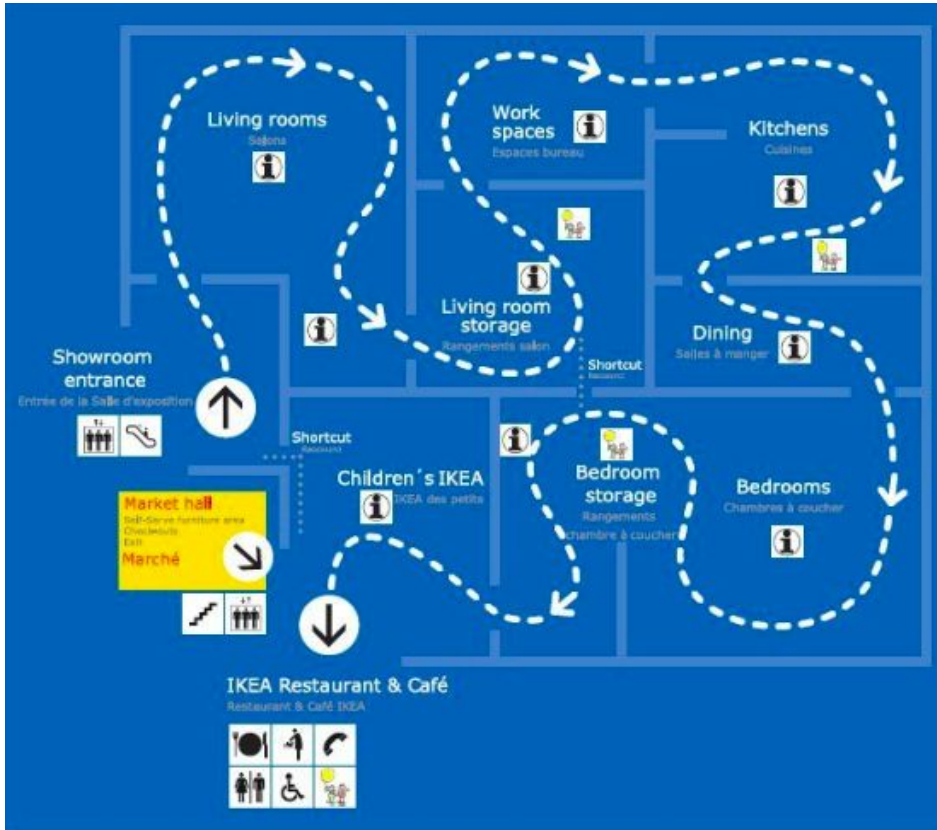 Living rooms
Salons
Work
spaces
Espaces bureau
Kitchens
Cuisines
Living room
storage
Rangements salon
Dining
Salles à manger
Showroom
entrance
Entrée de la Salle d'exposition
Shortcut
Raccourci
Shortcut
Raccourci
Children´s IKEA
IKEA des petits
Bedroom
storage
Rangements
chambre à coucher
Bedrooms
Chambres à coucher
Market hall
Self-Serve furniture area
Checkouts
Exit
Marché
IKEA Restaurant & Café
Restaurant & Café IKEA